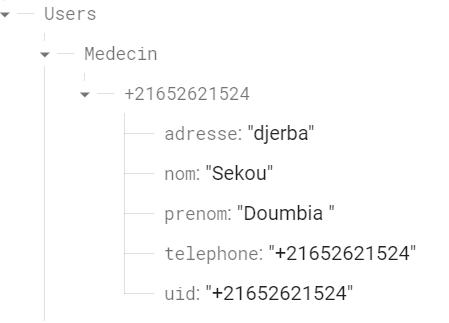 Users
Medecin
+21652621524
adresse: "djerba"
nom: "Sekou"
prenom: "Doumbia "
telephone: "+21652621524"
uid: "+21652621524"